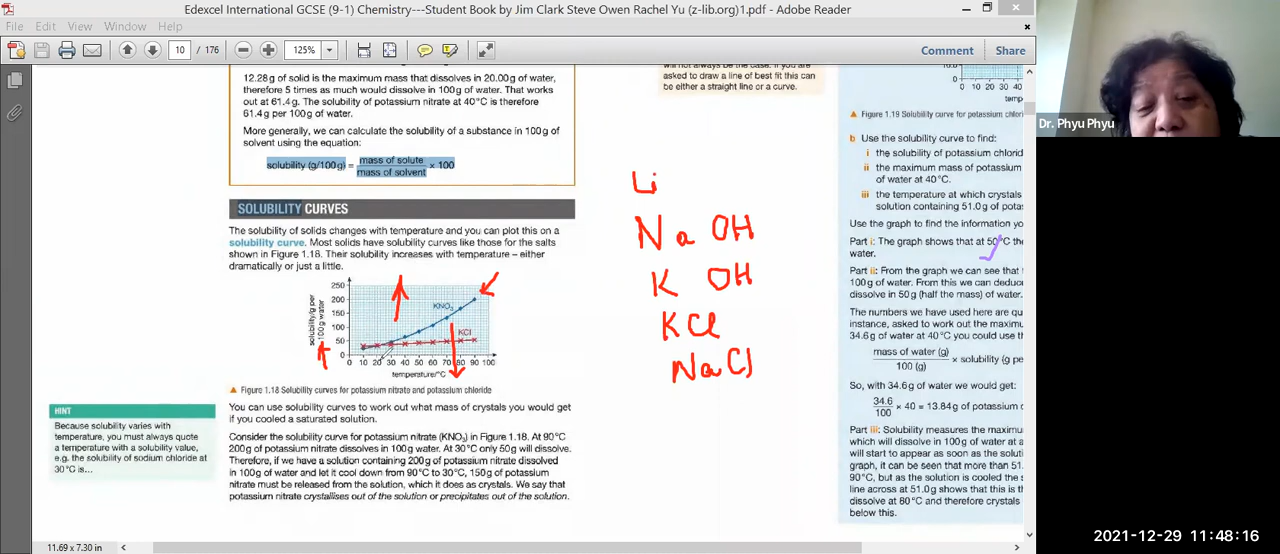 Edexcel International GCSE (9-1) Chemistry---Student Book by Jim Clark Steve Owen Rachel Yu (z-lib.org)1.pdf - Adobe Reader
File Edit View Window Help
10 / 176
125%
Comment
Share
12.28 g of solid is the maximum mass that dissolves in 20.00 g of water,
therefore 5 times as much would dissolve in 100 g of water. That works
out at 61.4 g. The solubility of potassium nitrate at 40 °C is therefore
61.4 g per 100 g of water.
More generally, we can calculate the solubility of a substance in 100 g of
solvent using the equation:
solubility (g/100 g) = mass of solute / mass of solvent × 100
SOLUBILITY CURVES
The solubility of solids changes with temperature and you can plot this on a
solubility curve. Most solids have solubility curves like those for the salts
shown in Figure 1.18. Their solubility increases with temperature – either
dramatically or just a little.
250
200
150
100
50
0
solubility/g per
100 g water
KNO3
KCl
0 10 20 30 40 50 60 70 80 90 100
temperature/°C
▲ Figure 1.18 Solubility curves for potassium nitrate and potassium chloride
HINT
Because solubility varies with
temperature, you must always quote
a temperature with a solubility value,
e.g. the solubility of sodium chloride at
30 °C is...
You can use solubility curves to work out what mass of crystals you would get
if you cooled a saturated solution.
Consider the solubility curve for potassium nitrate (KNO3) in Figure 1.18. At 90 °C
200 g of potassium nitrate dissolves in 100 g water. At 30 °C only 50 g will dissolve.
Therefore, if we have a solution containing 200 g of potassium nitrate dissolved
in 100 g of water and let it cool down from 90 °C to 30 °C, 150 g of potassium
nitrate must be released from the solution, which it does as crystals. We say that
potassium nitrate crystallises out of the solution or precipitates out of the solution.
will not always be the case. If you are
asked to draw a line of best fit this can
be either a straight line or a curve.
Li
Na OH
K OH
KCl
NaCl
0
0 10 20 30 40
temp
▲ Figure 1.19 Solubility curve for potassium chlori
b Use the solubility curve to find:
i the solubility of potassium chlorid
ii the maximum mass of potassium
of water at 40 °C.
iii the temperature at which crystals
solution containing 51.0 g of pota
Use the graph to find the information yo
Part i: The graph shows that at 50 °C the
water.
Part ii: From the graph we can see that
100 g of water. From this we can deduc
dissolve in 50 g (half the mass) of water.
The numbers we have used here are qu
instance, asked to work out the maximu
34.6 g of water at 40 °C you could use t
mass of water (g) / 100 (g) × solubility (g pe
So, with 34.6 g of water we would get:
34.6 / 100 × 40 = 13.84 g of potassium c
Part iii: Solubility measures the maximu
which will dissolve in 100 g of water at a
will start to appear as soon as the soluti
graph, it can be seen that more than 51.
90 °C, but as the solution is cooled the s
line across at 51.0 g shows that this is th
dissolve at 80 °C and therefore crystals
below this.
Dr. Phyu Phyu
2021-12-29 11:48:16
11.69 x 7.30 in